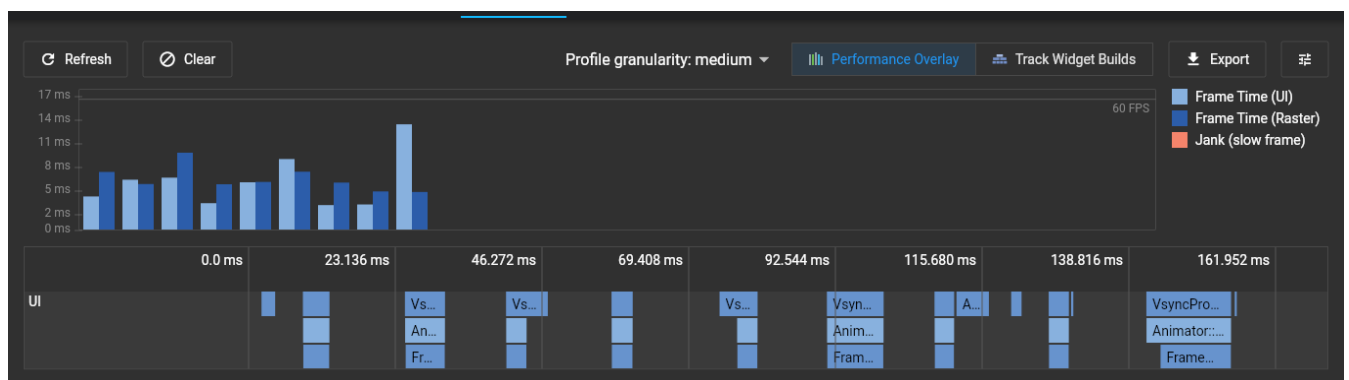 Refresh Clear Profile granularity: medium Performance Overlay Track Widget Builds Export
17 ms
14 ms
11 ms
8 ms
5 ms
2 ms
0 ms
60 FPS
Frame Time (UI)
Frame Time (Raster)
Jank (slow frame)
0.0 ms 23.136 ms 46.272 ms 69.408 ms 92.544 ms 115.680 ms 138.816 ms 161.952 ms
UI Vs... Vs... Vs... Vsyn... A... VsyncPro...
An... Anim... Animator::...
Fr... Fram... Frame...